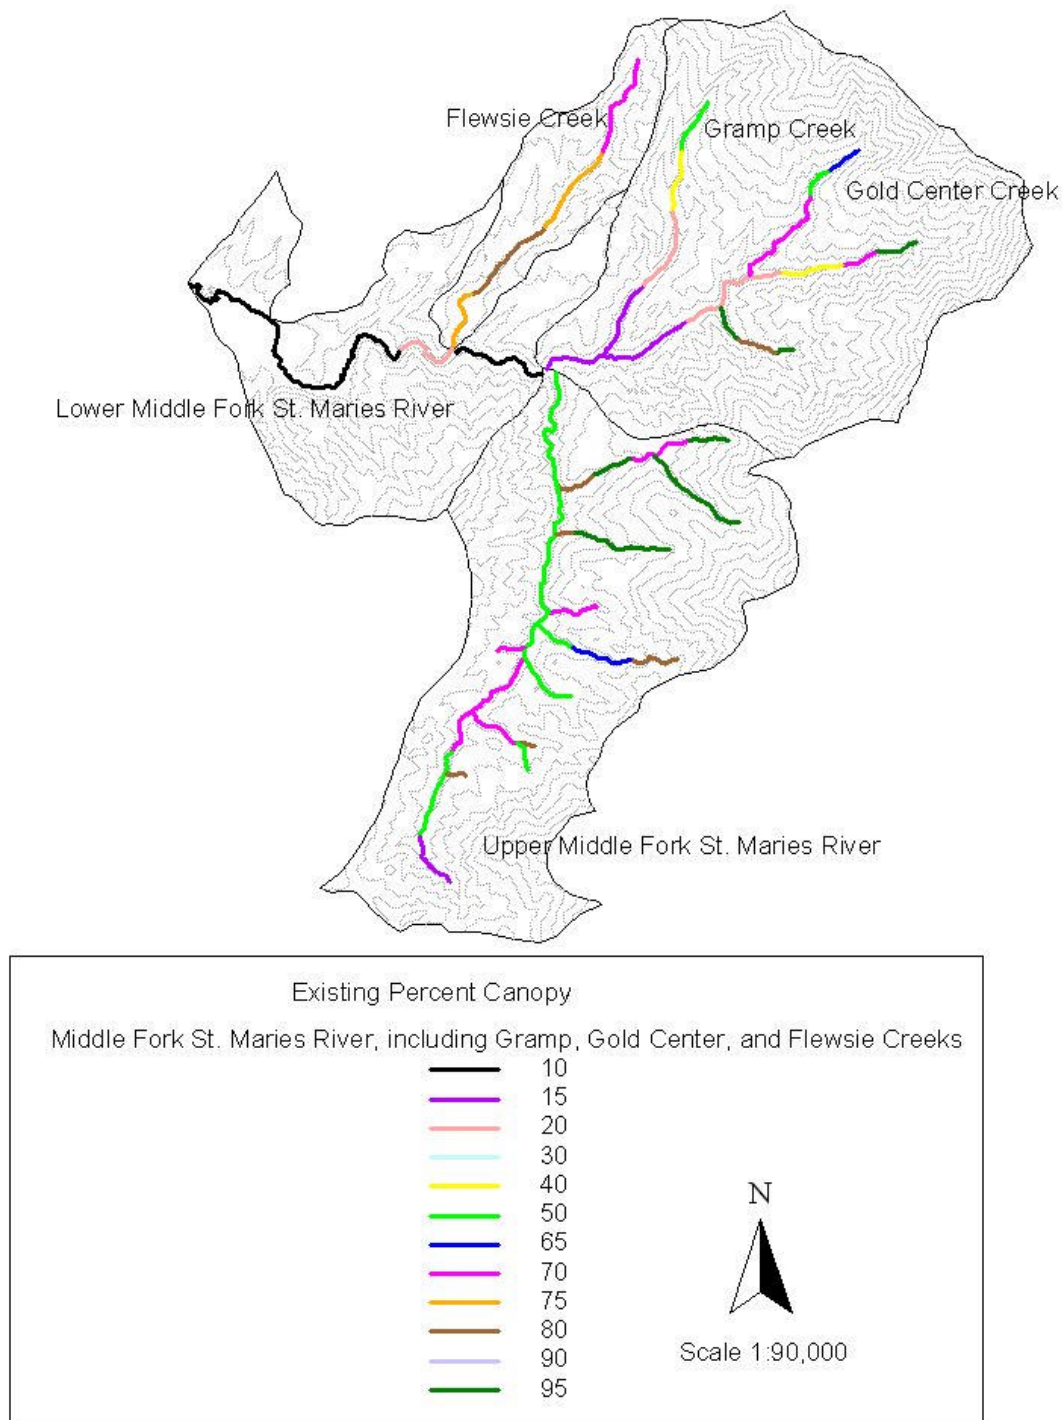 Flewsie Creek
Gramp Creek
Gold Center Creek
Lower Middle Fork St. Maries River
Upper Middle Fork St. Maries River
Existing Percent Canopy
Middle Fork St. Maries River, including Gramp, Gold Center, and Flewsie Creeks
10
15
20
30
40
50
65
70
75
80
90
95
N
Scale 1:90,000